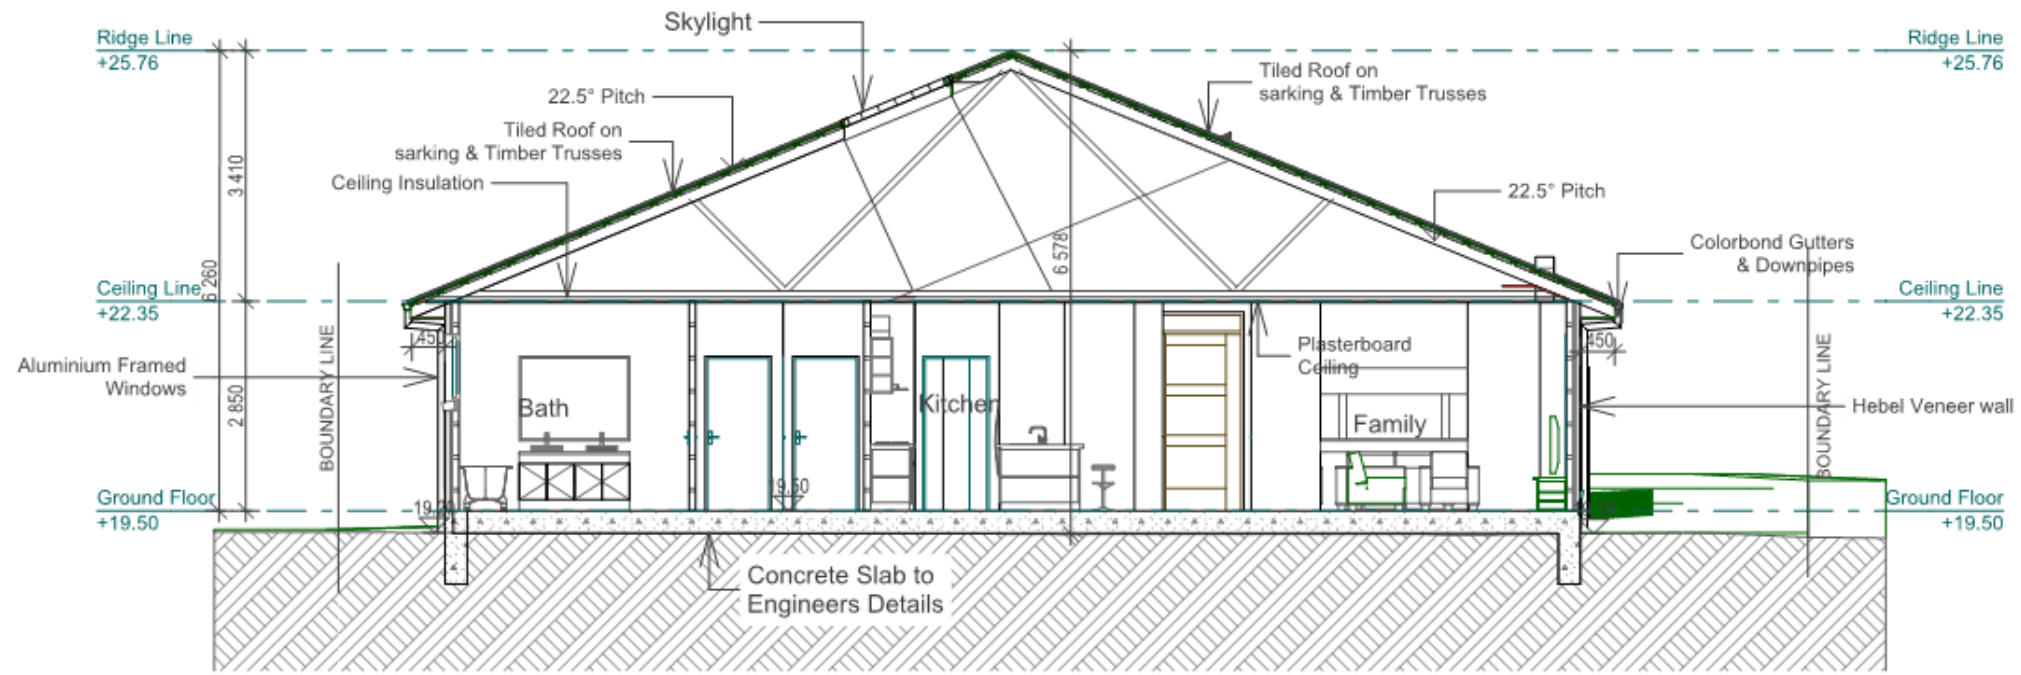 Skylight
Ridge Line
+25.76
Ridge Line
+25.76
Tiled Roof on
sarking & Timber Trusses
22.5° Pitch
Tiled Roof on
sarking & Timber Trusses
Ceiling Insulation
3 410
22.5° Pitch
6 578
6 260
Colorbond Gutters
& Downpipes
Ceiling Line
+22.35
Ceiling Line
+22.35
450
450
BOUNDARY LINE
BOUNDARY LINE
Plasterboard
Ceiling
Aluminium Framed
Windows
2 850
Bath
Kitchen
Family
Hebel Veneer wall
19.50
Ground Floor
+19.50
Ground Floor
+19.50
Concrete Slab to
Engineers Details